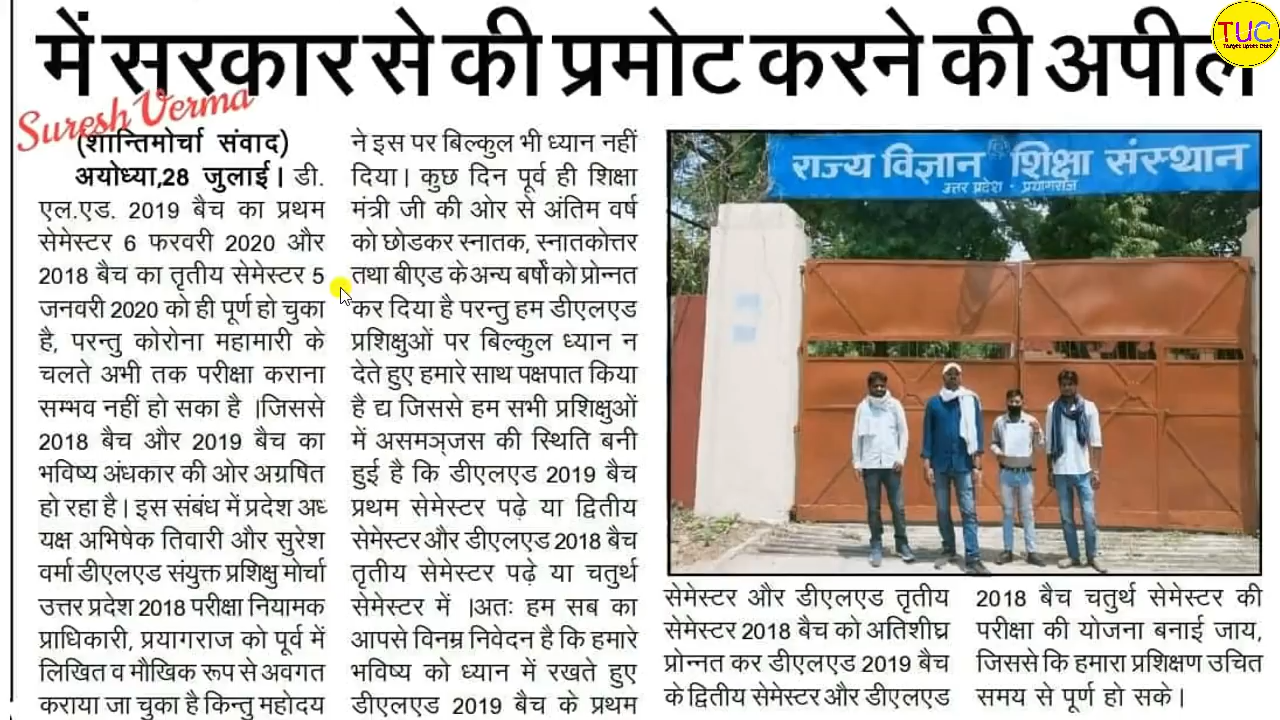 में सरकार से की प्रमोट करने की अपील
TUC
Target Update Classt
Suresh Verma
(शान्तिमोर्चा संवाद)
अयोध्या,28 जुलाई। डी.
एल.एड. 2019 बैच का प्रथम
सेमेस्टर 6 फरवरी 2020 और
2018 बैच का तृतीय सेमेस्टर 5
जनवरी 2020 को ही पूर्ण हो चुका
है, परन्तु कोरोना महामारी के
चलते अभी तक परीक्षा कराना
सम्भव नहीं हो सका है ।जिससे
2018 बैच और 2019 बैच का
भविष्य अंधकार की ओर अग्रषित
हो रहा है। इस संबंध में प्रदेश अध
यक्ष अभिषेक तिवारी और सुरेश
वर्मा डीएलएड संयुक्त प्रशिक्षु मोर्चा
उत्तर प्रदेश 2018 परीक्षा नियामक
प्राधिकारी, प्रयागराज को पूर्व में
लिखित व मौखिक रूप से अवगत
कराया जा चुका है किन्तु महोदय
ने इस पर बिल्कुल भी ध्यान नहीं
दिया। कुछ दिन पूर्व ही शिक्षा
मंत्री जी की ओर से अंतिम वर्ष
को छोडकर स्नातक, स्नातकोत्तर
तथा बीएड के अन्य बर्षों को प्रोन्नत
कर दिया है परन्तु हम डीएलएड
प्रशिक्षुओं पर बिल्कुल ध्यान न
देते हुए हमारे साथ पक्षपात किया
है द्य जिससे हम सभी प्रशिक्षुओं
में असमञ्जस की स्थिति बनी
हुई है कि डीएलएड 2019 बैच
प्रथम सेमेस्टर पढ़े या द्वितीय
सेमेस्टर और डीएलएड 2018 बैच
तृतीय सेमेस्टर पढ़े या चतुर्थ
सेमेस्टर में ।अतः हम सब का
आपसे विनम्र निवेदन है कि हमारे
भविष्य को ध्यान में रखते हुए
डीएलएड 2019 बैच के प्रथम
राज्य विज्ञान शिक्षा संस्थान
उत्तर प्रदेश - प्रयागराज
सेमेस्टर और डीएलएड तृतीय
सेमेस्टर 2018 बैच को अतिशीघ्र
प्रोन्नत कर डीएलएड 2019 बैच
के द्वितीय सेमेस्टर और डीएलएड
2018 बैच चतुर्थ सेमेस्टर की
परीक्षा की योजना बनाई जाय,
जिससे कि हमारा प्रशिक्षण उचित
समय से पूर्ण हो सके।